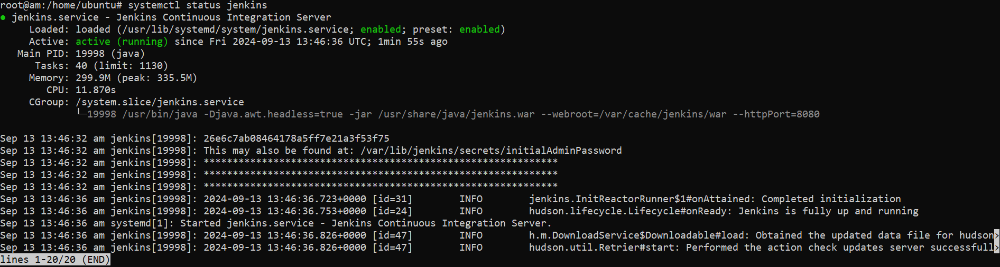 root@am:/home/ubuntu# systemctl status jenkins
● jenkins.service - Jenkins Continuous Integration Server
     Loaded: loaded (/usr/lib/systemd/system/jenkins.service; enabled; preset: enabled)
     Active: active (running) since Fri 2024-09-13 13:46:36 UTC; 1min 55s ago
   Main PID: 19998 (java)
      Tasks: 40 (limit: 1130)
     Memory: 299.9M (peak: 335.5M)
        CPU: 11.870s
     CGroup: /system.slice/jenkins.service
             └─19998 /usr/bin/java -Djava.awt.headless=true -jar /usr/share/java/jenkins.war --webroot=/var/cache/jenkins/war --httpPort=8080

Sep 13 13:46:32 am jenkins[19998]: 26e6c7ab08464178a5ff7e21a3f53f75
Sep 13 13:46:32 am jenkins[19998]: This may also be found at: /var/lib/jenkins/secrets/initialAdminPassword
Sep 13 13:46:32 am jenkins[19998]: *************************************************************
Sep 13 13:46:32 am jenkins[19998]: *************************************************************
Sep 13 13:46:32 am jenkins[19998]: *************************************************************
Sep 13 13:46:36 am jenkins[19998]: 2024-09-13 13:46:36.723+0000 [id=31]        INFO        jenkins.InitReactorRunner$1#onAttained: Completed initialization
Sep 13 13:46:36 am jenkins[19998]: 2024-09-13 13:46:36.753+0000 [id=24]        INFO        hudson.lifecycle.Lifecycle#onReady: Jenkins is fully up and running
Sep 13 13:46:36 am systemd[1]: Started jenkins.service - Jenkins Continuous Integration Server.
Sep 13 13:46:36 am jenkins[19998]: 2024-09-13 13:46:36.826+0000 [id=47]        INFO        h.m.DownloadService$Downloadable#load: Obtained the updated data file for hudson>
Sep 13 13:46:36 am jenkins[19998]: 2024-09-13 13:46:36.826+0000 [id=47]        INFO        hudson.util.Retrier#start: Performed the action check updates server successfull>
lines 1-20/20 (END)